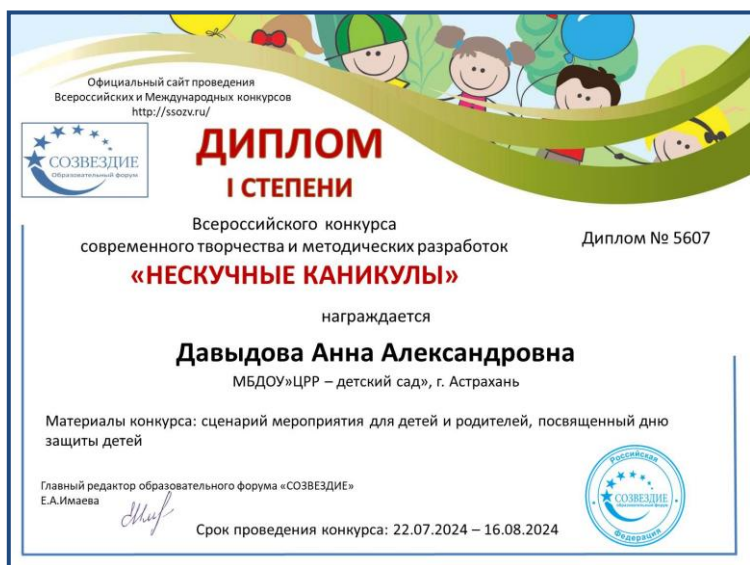 Официальный сайт проведения
Всероссийских и Международных конкурсов
http://ssozv.ru/
СОЗВЕЗДИЕ
Образовательный форум
ДИПЛОМ
I СТЕПЕНИ
Всероссийского конкурса
современного творчества и методических разработок
Диплом № 5607
«НЕСКУЧНЫЕ КАНИКУЛЫ»
награждается
Давыдова Анна Александровна
МБДОУ»ЦРР – детский сад», г. Астрахань
Материалы конкурса: сценарий мероприятия для детей и родителей, посвященный дню
защиты детей
Главный редактор образовательного форума «СОЗВЕЗДИЕ»
Е.А.Имаева
Российская
СОЗВЕЗДИЕ
образовательный форум
Федерация
Срок проведения конкурса: 22.07.2024 – 16.08.2024